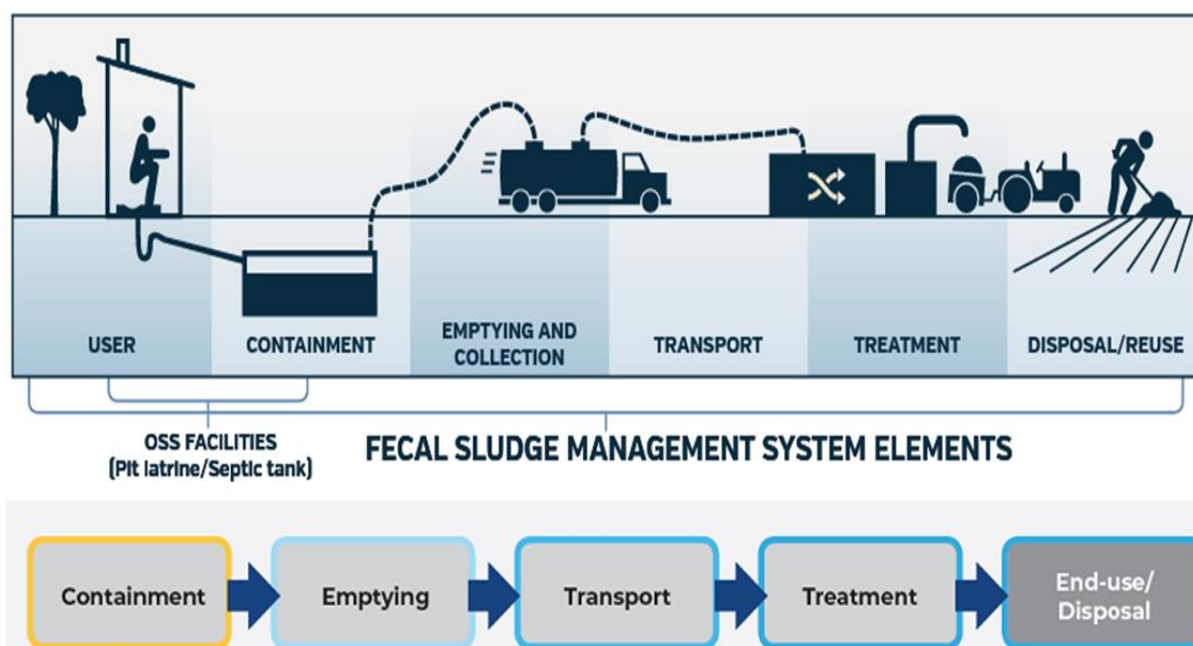 USER
CONTAINMENT
EMPTYING AND
COLLECTION
TRANSPORT
TREATMENT
DISPOSAL/REUSE
OSS FACILITIES
(Pit latrine/Septic tank)
FECAL SLUDGE MANAGEMENT SYSTEM ELEMENTS
Containment
Emptying
Transport
Treatment
End-use/
Disposal